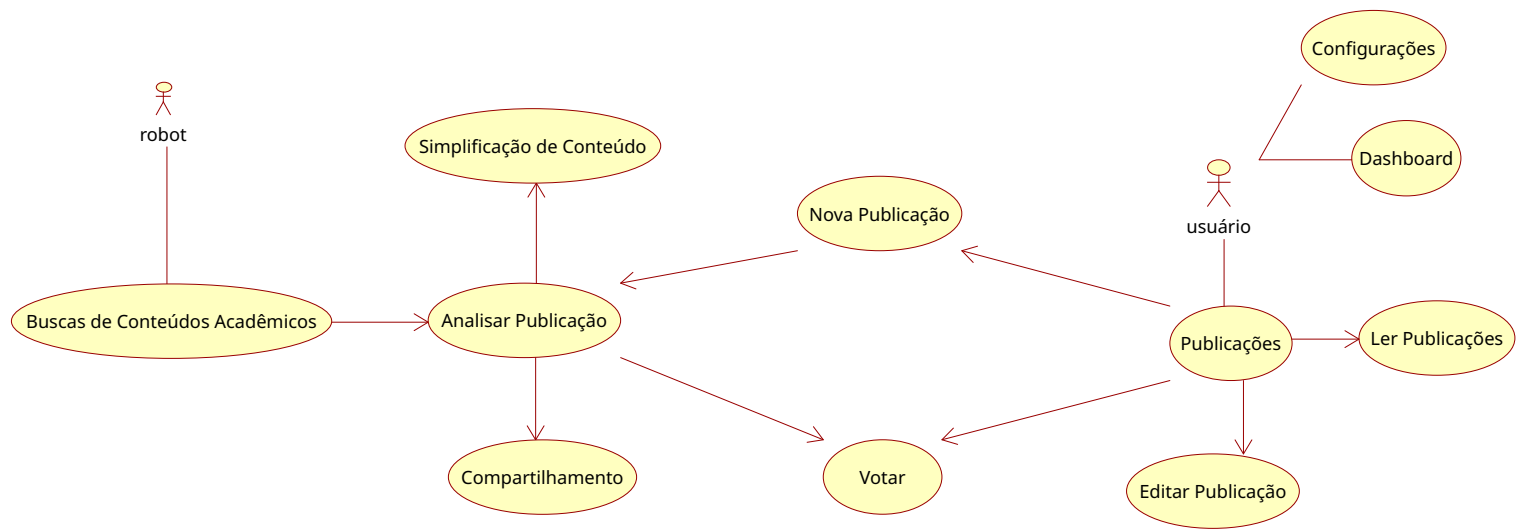 Configurações
robot
Simplificação de Conteúdo
Dashboard
Nova Publicação
usuário
Buscas de Conteúdos Acadêmicos
Analisar Publicação
Publicações
Ler Publicações
Compartilhamento
Votar
Editar Publicação